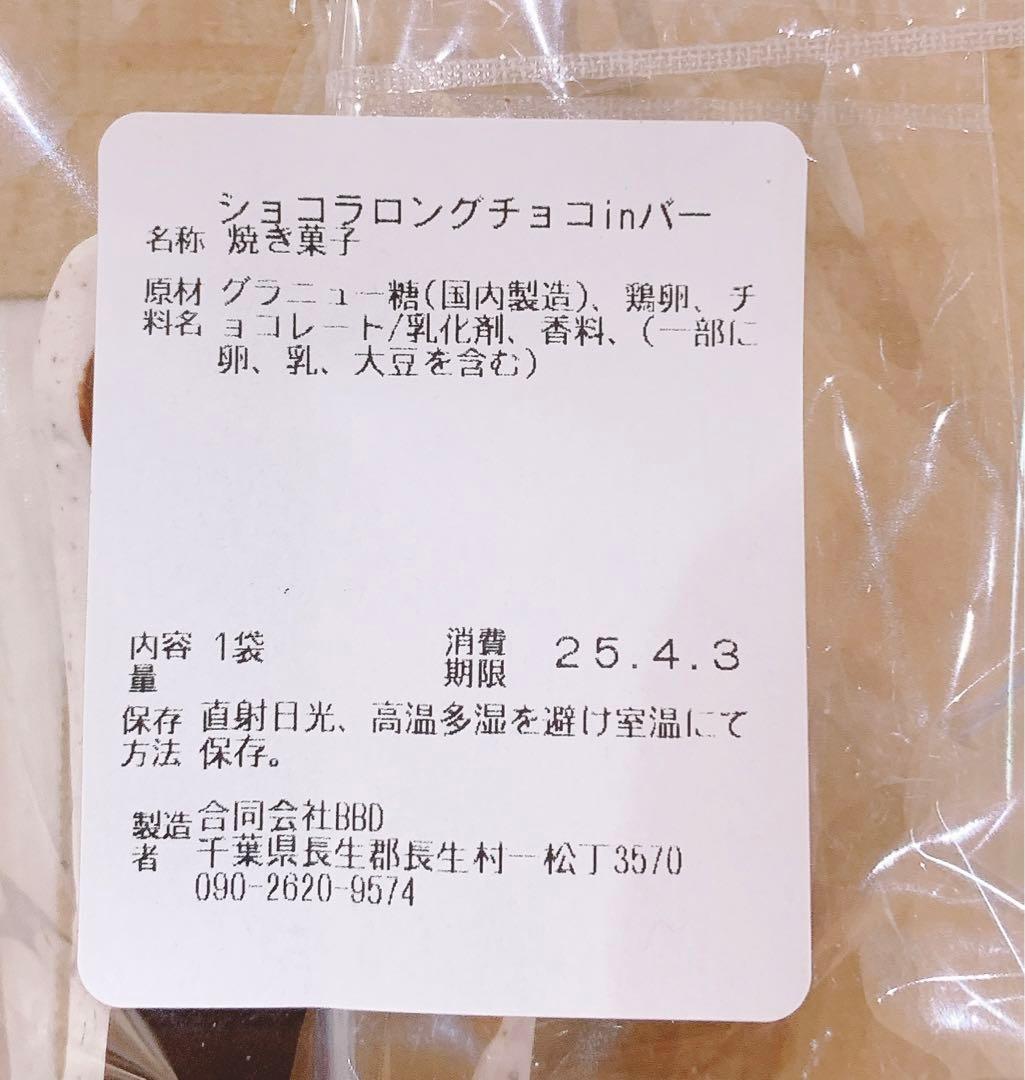 ショコラロングチョコinバー
名称 焼き菓子
原材料名 グラニュー糖(国内製造)、鶏卵、チ
ョコレート/乳化剤、香料、(一部に
卵、乳、大豆を含む)
内容量 1袋 消費期限 25.4.3
保存方法 直射日光、高温多湿を避け室温にて
保存。
製造者 合同会社BBD
千葉県長生郡長生村一松丁3570
090-2620-9574